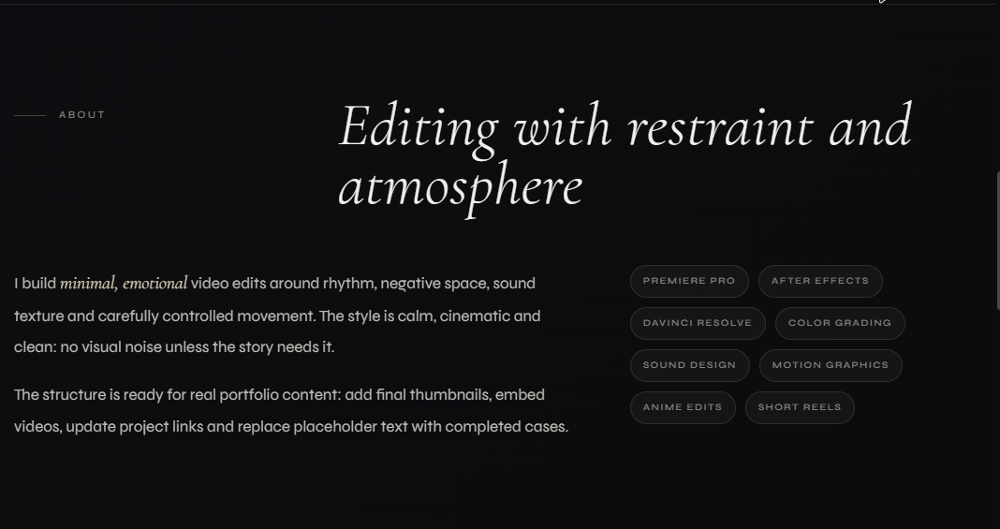 ABOUT
Editing with restraint and
atmosphere
I build minimal, emotional video edits around rhythm, negative space, sound
texture and carefully controlled movement. The style is calm, cinematic and
clean: no visual noise unless the story needs it.
The structure is ready for real portfolio content: add final thumbnails, embed
videos, update project links and replace placeholder text with completed cases.
PREMIERE PRO
AFTER EFFECTS
DAVINCI RESOLVE
COLOR GRADING
SOUND DESIGN
MOTION GRAPHICS
ANIME EDITS
SHORT REELS